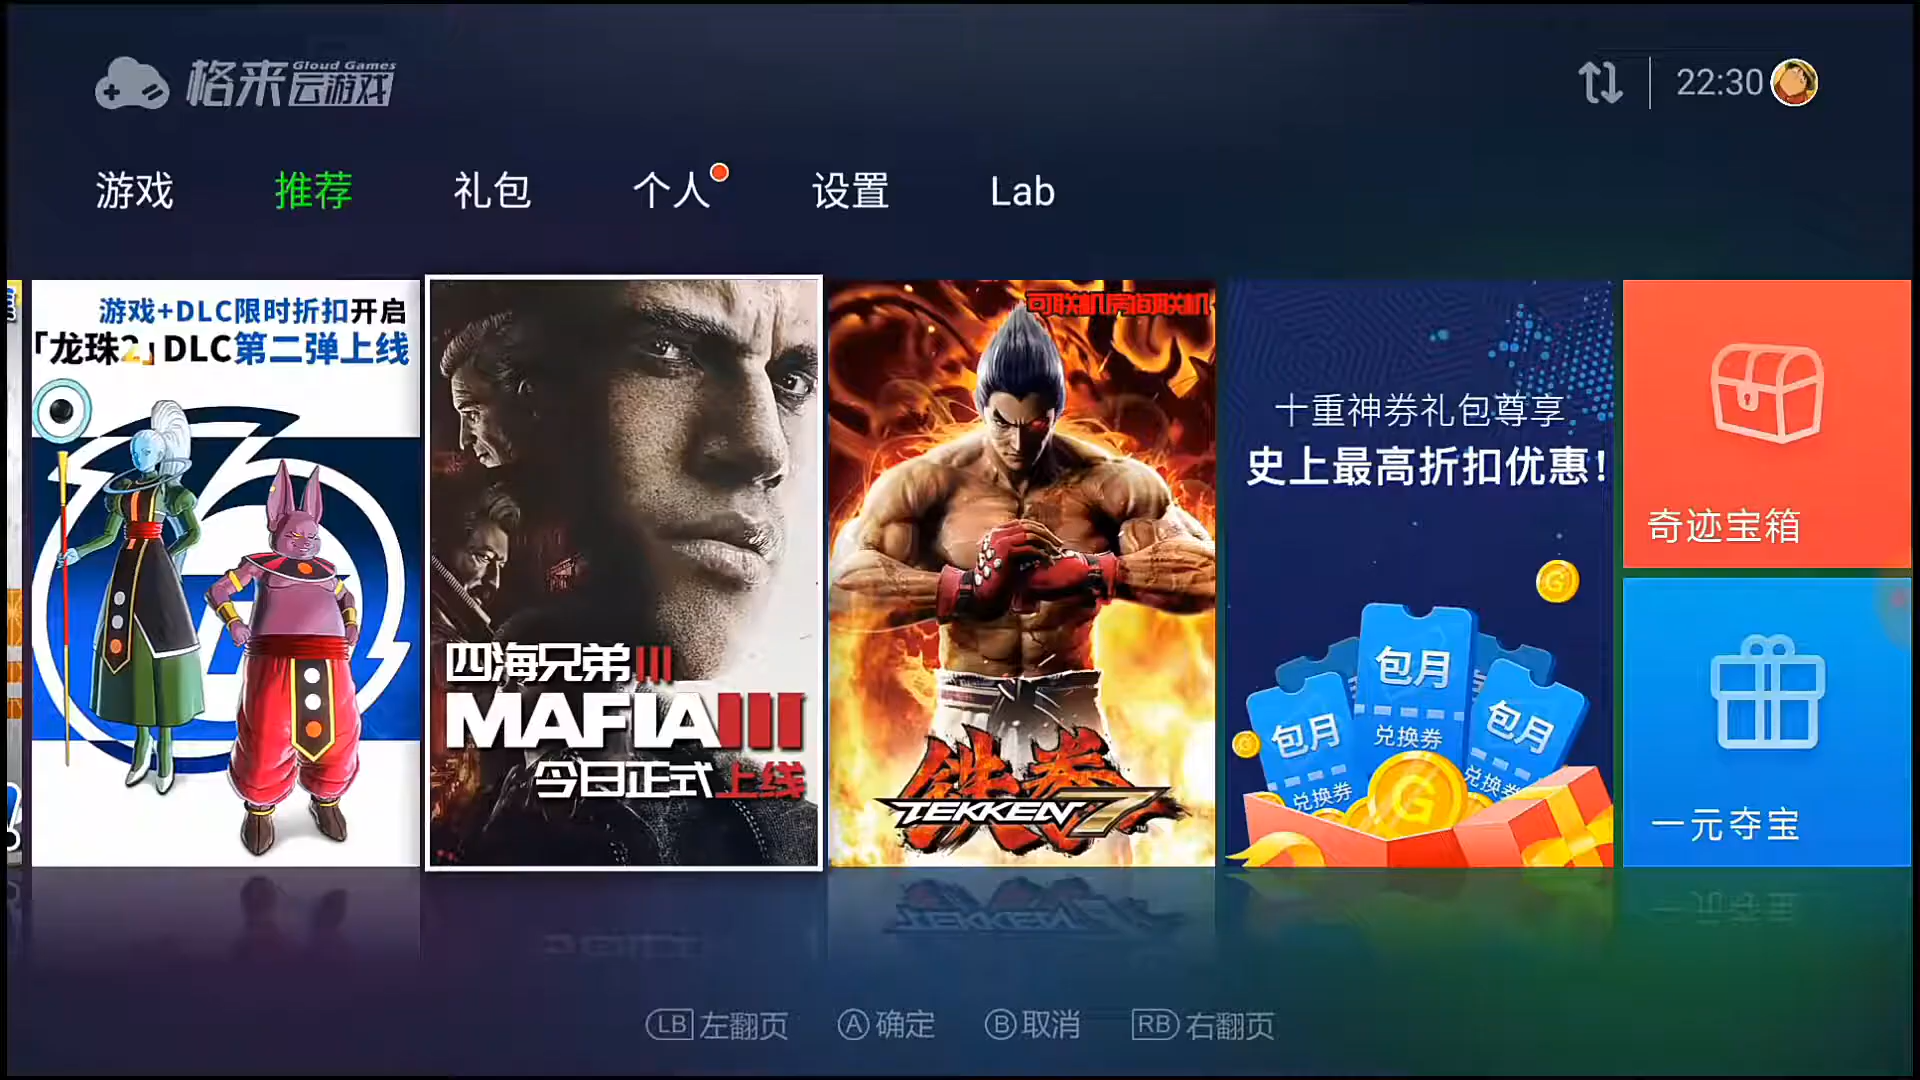 格来云游戏
Gloud Games
22:30
游戏
推荐
礼包
个人
设置
Lab
游戏+DLC限时折扣开启
「龙珠2」DLC第二弹上线
四海兄弟III
MAFIA III
今日正式上线
可联机房间联机
铁拳
TEKKEN 7
十重神券礼包尊享
史上最高折扣优惠!
包月
兑换券
包月
兑换券
包月
兑换券
奇迹宝箱
一元夺宝
LB 左翻页
A 确定
B 取消
RB 右翻页